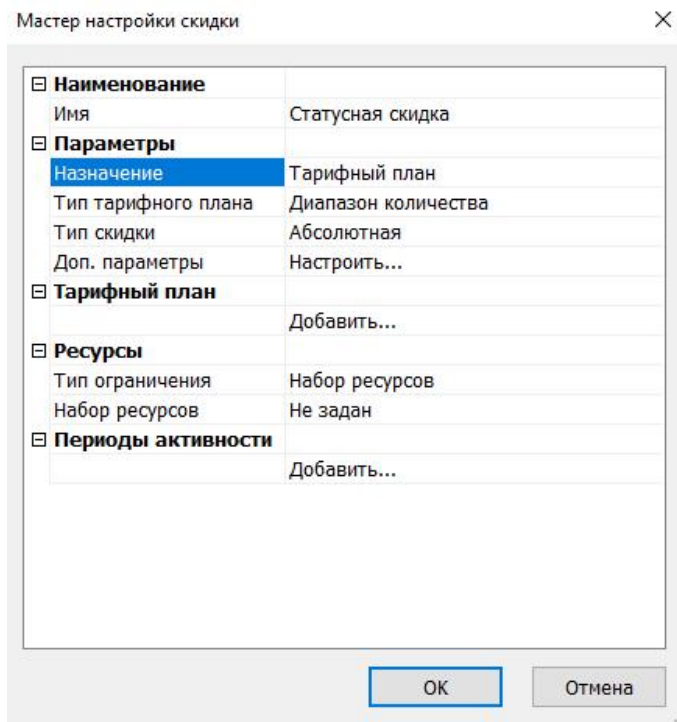 Мастер настройки скидки
Наименование
Имя Статусная скидка
Параметры
Назначение Тарифный план
Тип тарифного плана Диапазон количества
Тип скидки Абсолютная
Доп. параметры Настроить...
Тарифный план
Добавить...
Ресурсы
Тип ограничения Набор ресурсов
Набор ресурсов Не задан
Периоды активности
Добавить...
OK Отмена